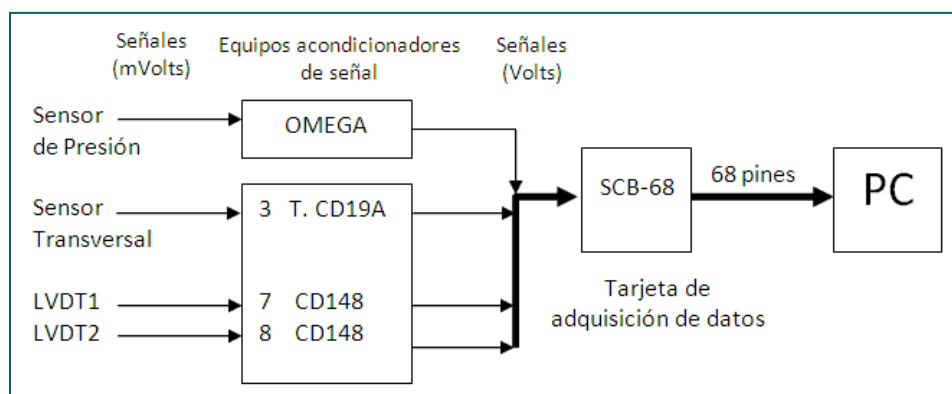 Señales
(mVolts)
Equipos acondicionadores
de señal
Señales
(Volts)
Sensor
de Presión
OMEGA
SCB-68
68 pines
PC
Sensor
Transversal
3 T. CD19A
LVDT1
7 CD148
LVDT2
8 CD148
Tarjeta de
adquisición de datos